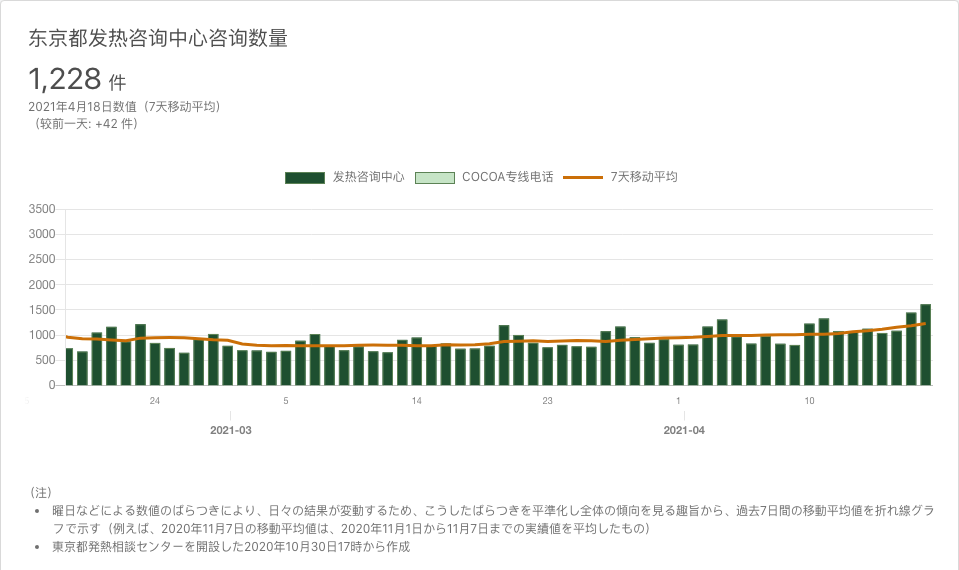 东京都发热咨询中心咨询数量
1,228 件
2021年4月18日数值（7天移动平均）
（较前一天: +42 件）
发热咨询中心 COCOA专线电话 7天移动平均
3500
3000
2500
2000
1500
1000
500
0
24 5 14 23 1 10
2021-03 2021-04
（注）
• 曜日などによる数値のばらつきにより、日々の結果が変動するため、こうしたばらつきを平準化し全体の傾向を見る趣旨から、過去7日間の移動平均値を折れ線グラ
フで示す（例えば、2020年11月7日の移動平均値は、2020年11月1日から11月7日までの実績値を平均したもの）
• 東京都発熱相談センターを開設した2020年10月30日17時から作成